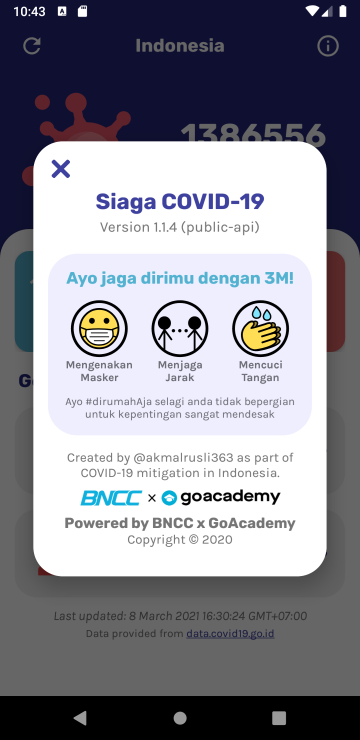 10:43
Indonesia
1386556
Siaga COVID-19
Version 1.1.4 (public-api)
Ayo jaga dirimu dengan 3M!
Mengenakan Masker
Menjaga Jarak
Mencuci Tangan
Ayo #dirumahAja selagi anda tidak bepergian
untuk kepentingan sangat mendesak
Created by @akmalrusli363 as part of
COVID-19 mitigation in Indonesia.
BNCC × goacademy
Powered by BNCC x GoAcademy
Copyright © 2020
Last updated: 8 March 2021 16:30:24 GMT+07:00
Data provided from data.covid19.go.id